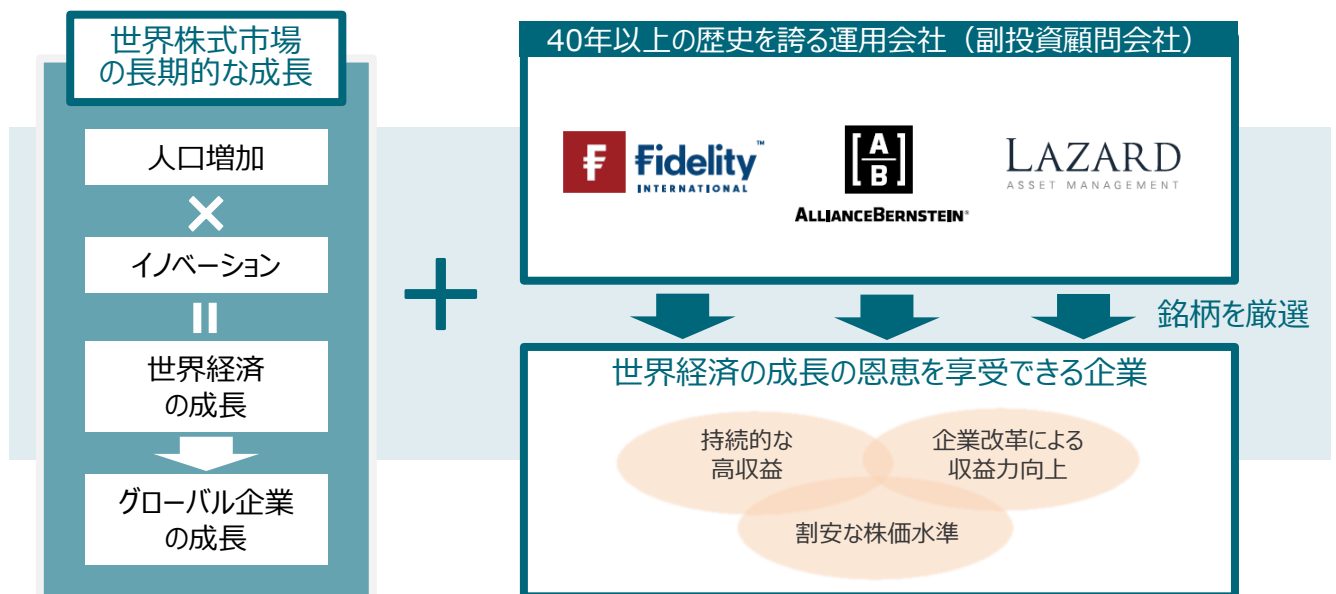 世界株式市場
の長期的な成長
人口増加
×
イノベーション
=
世界経済
の成長
グローバル企業
の成長
+
40年以上の歴史を誇る運用会社（副投資顧問会社）
Fidelity™
INTERNATIONAL
A
B
ALLIANCEBERNSTEIN®
LAZARD
ASSET MANAGEMENT
銘柄を厳選
世界経済の成長の恩恵を享受できる企業
持続的な
高収益
企業改革による
収益力向上
割安な株価水準